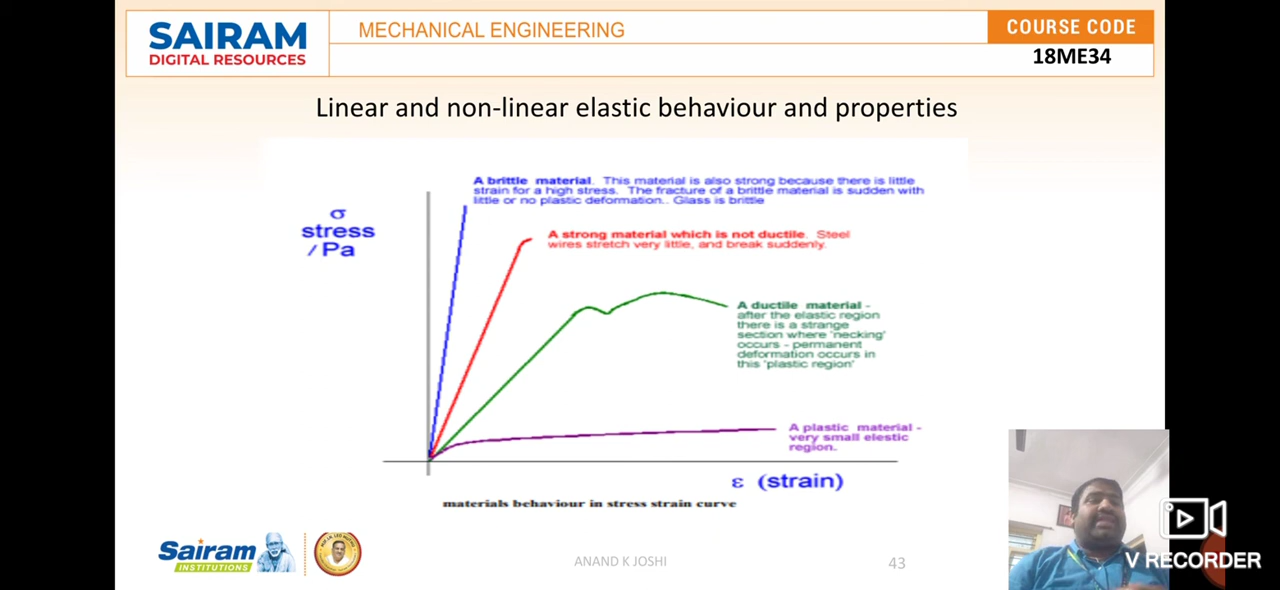 SAIRAM
DIGITAL RESOURCES
MECHANICAL ENGINEERING
COURSE CODE
18ME34
Linear and non-linear elastic behaviour and properties
σ
stress
/ Pa
A brittle material. This material is also strong because there is little
strain for a high stress. The fracture of a brittle material is sudden with
little or no plastic deformation.. Glass is brittle
A strong material which is not ductile. Steel
wires stretch very little, and break suddenly.
A ductile material -
after the elastic region
there is a strange
section where 'necking'
occurs - permanent
deformation occurs in
this 'plastic region'
A plastic material -
very small elestic
region.
ε (strain)
materials behaviour in stress strain curve
Sairam
INSTITUTIONS
ANAND K JOSHI
43
V RECORDER